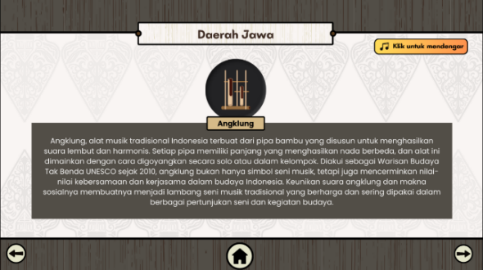 Daerah Jawa
Klik untuk mendengar
Angklung
Angklung, alat musik tradisional Indonesia terbuat dari pipa bambu yang disusun untuk menghasilkan
suara lembut dan harmonis. Setiap pipa memiliki panjang yang menghasilkan nada berbeda, dan alat ini
dimainkan dengan cara digoyangkan secara solo atau dalam kelompok. Diakui sebagai Warisan Budaya
Tak Benda UNESCO sejak 2010, angklung bukan hanya simbol seni musik, tetapi juga mencerminkan nilai-
nilai kebersamaan dan kerjasama dalam budaya Indonesia. Keunikan suara angklung dan makna
sosialnya membuatnya menjadi lambang seni musik tradisional yang berharga dan sering dipakai dalam
berbagai pertunjukan seni dan kegiatan budaya.